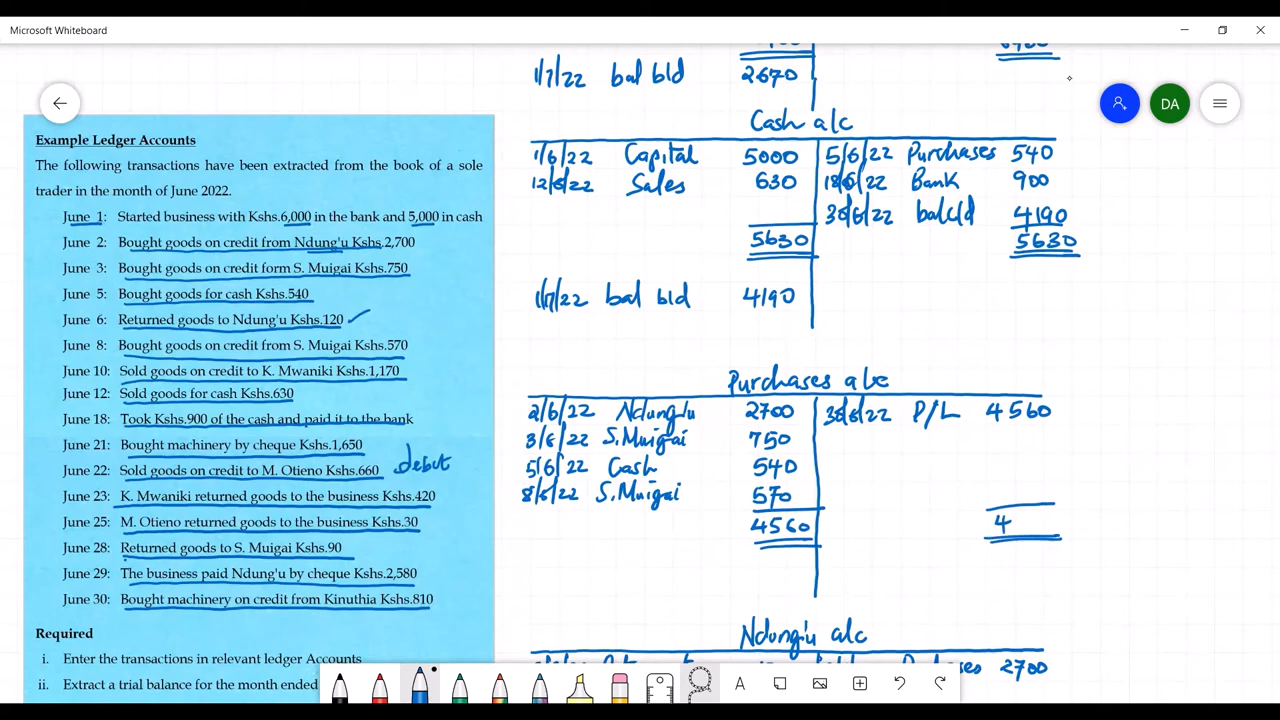 Microsoft Whiteboard
DA
Example Ledger Accounts
The following transactions have been extracted from the book of a sole
trader in the month of June 2022.
June 1: Started business with Kshs.6,000 in the bank and 5,000 in cash
June 2: Bought goods on credit from Ndung'u Kshs.2,700
June 3: Bought goods on credit form S. Muigai Kshs.750
June 5: Bought goods for cash Kshs.540
June 6: Returned goods to Ndung'u Kshs.120
June 8: Bought goods on credit from S. Muigai Kshs.570
June 10: Sold goods on credit to K. Mwaniki Kshs.1,170
June 12: Sold goods for cash Kshs.630
June 18: Took Kshs.900 of the cash and paid it to the bank
June 21: Bought machinery by cheque Kshs.1,650
June 22: Sold goods on credit to M. Otieno Kshs.660 debit
June 23: K. Mwaniki returned goods to the business Kshs.420
June 25: M. Otieno returned goods to the business Kshs.30
June 28: Returned goods to S. Muigai Kshs.90
June 29: The business paid Ndung'u by cheque Kshs.2,580
June 30: Bought machinery on credit from Kinuthia Kshs.810
Required
i. Enter the transactions in relevant ledger Accounts
ii. Extract a trial balance for the month ended
1/7/22 bal b/d 2670
Cash a/c
1/6/22 Capital 5000 5/6/22 Purchases 540
12/6/22 Sales 630 18/6/22 Bank 900
30/6/22 bal c/d 4190
5630 5630
1/7/22 bal b/d 4190
Purchases a/c
2/6/22 Ndung'u 2700 30/6/22 P/L 4560
3/6/22 S.Muigai 750
5/6/22 Cash 540
8/6/22 S.Muigai 570
4560 4
Ndung'u a/c
2700